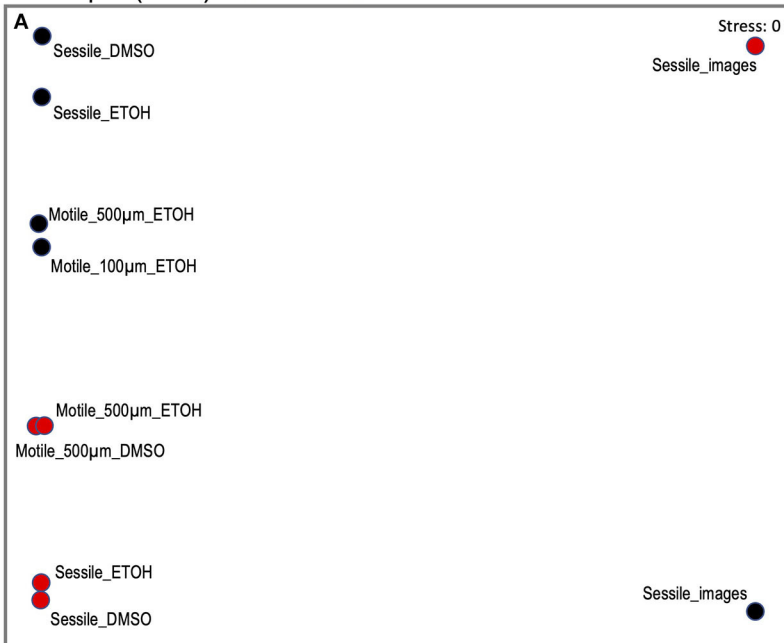 A
Stress: 0
Sessile_DMSO
Sessile_images
Sessile_ETOH
Motile_500µm_ETOH
Motile_100µm_ETOH
Motile_500µm_ETOH
Motile_500µm_DMSO
Sessile_ETOH
Sessile_images
Sessile_DMSO